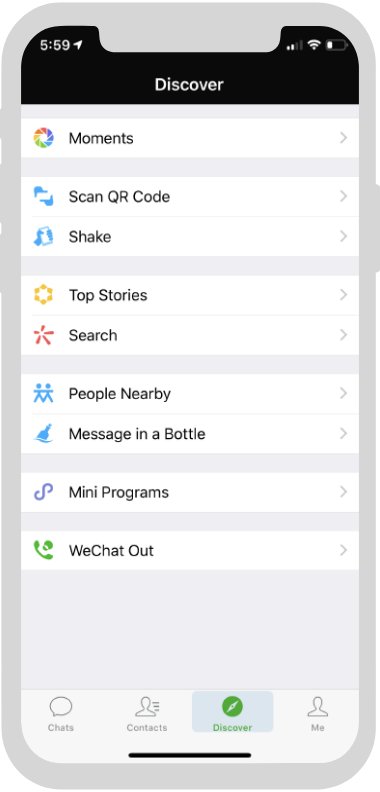 5:59
Discover
Moments
Scan QR Code
Shake
Top Stories
Search
People Nearby
Message in a Bottle
Mini Programs
WeChat Out
Chats
Contacts
Discover
Me